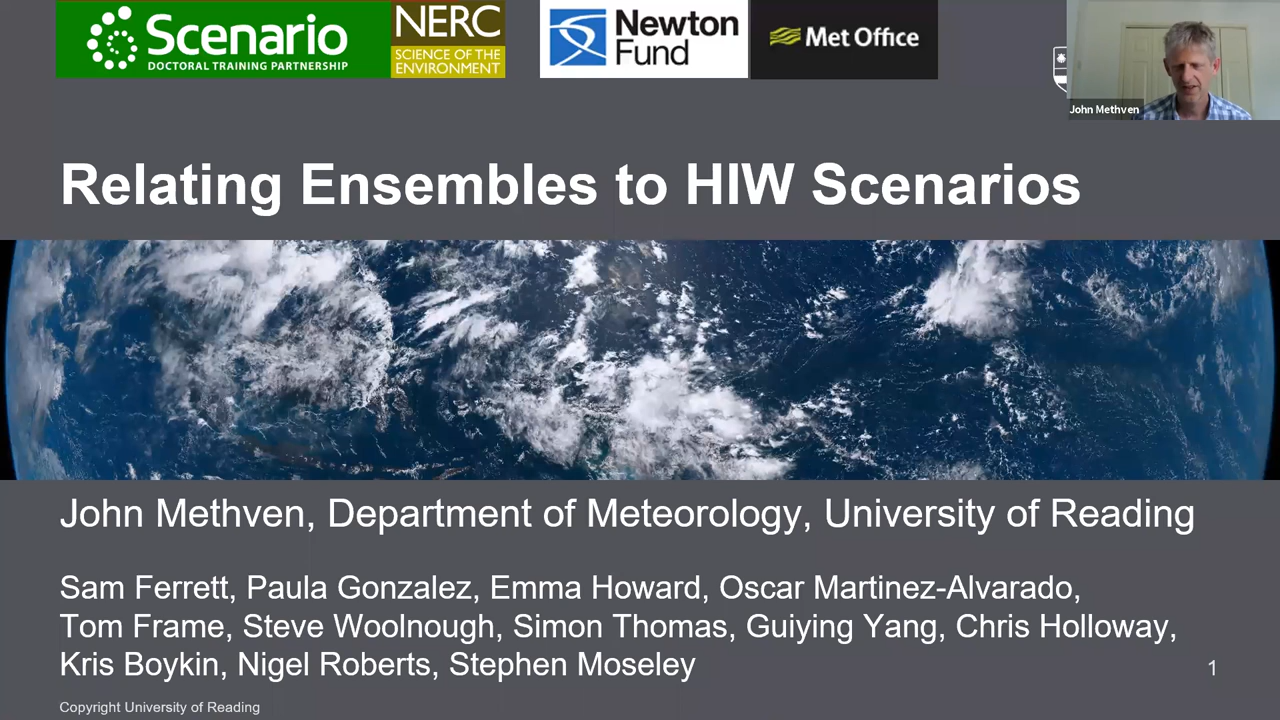 Scenario
DOCTORAL TRAINING PARTNERSHIP
NERC
SCIENCE OF THE
ENVIRONMENT
Newton
Fund
Met Office
John Methven
Relating Ensembles to HIW Scenarios
John Methven, Department of Meteorology, University of Reading
Sam Ferrett, Paula Gonzalez, Emma Howard, Oscar Martinez-Alvarado,
Tom Frame, Steve Woolnough, Simon Thomas, Guiying Yang, Chris Holloway,
Kris Boykin, Nigel Roberts, Stephen Moseley
1
Copyright University of Reading